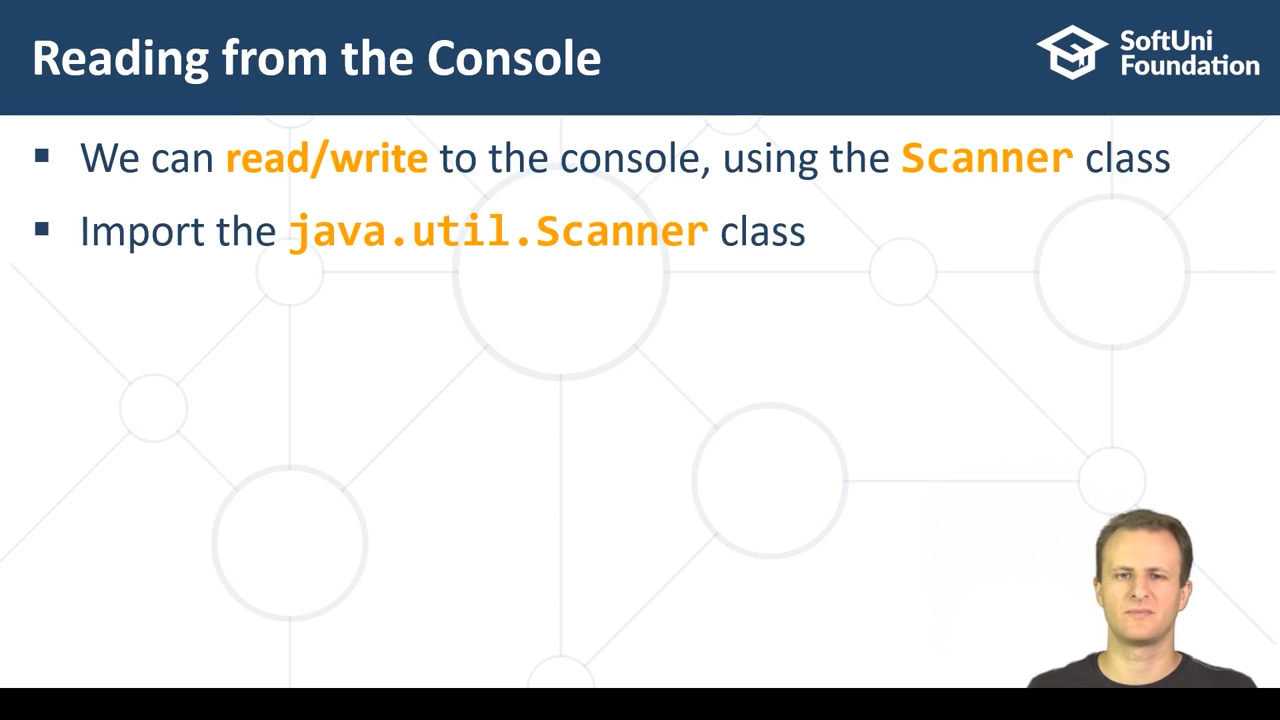 Reading from the Console
SoftUni
Foundation
▪ We can read/write to the console, using the Scanner class
▪ Import the java.util.Scanner class